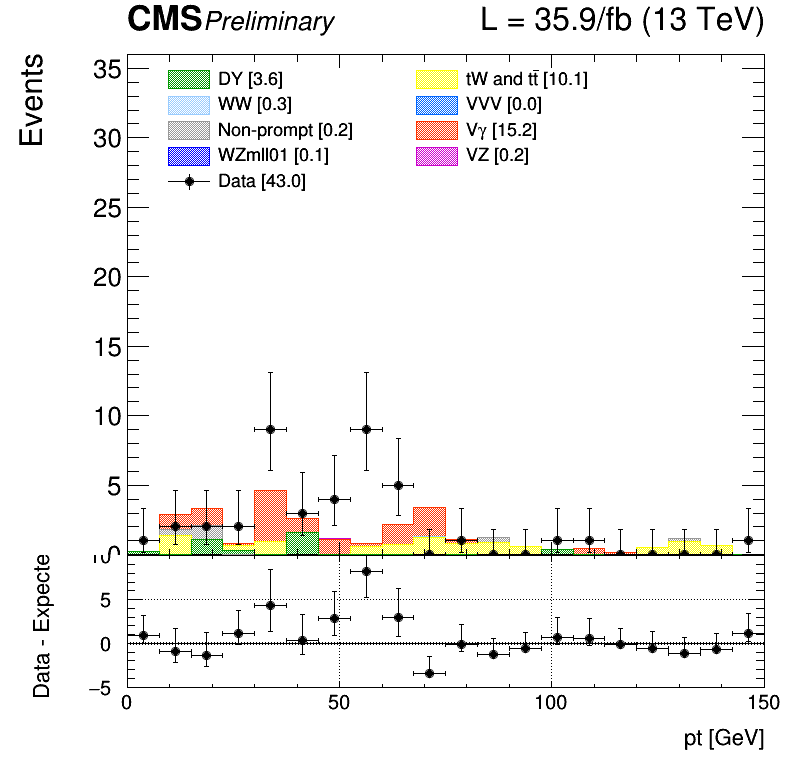 CMS Preliminary L = 35.9/fb (13 TeV)
Events
35
30
25
20
15
10
5
0
DY [3.6]
WW [0.3]
Non-prompt [0.2]
WZmll01 [0.1]
Data [43.0]
tW and tt̄ [10.1]
VVV [0.0]
Vγ [15.2]
VZ [0.2]
Data - Expecte
10
5
0
−5
0 50 100 150
pt [GeV]